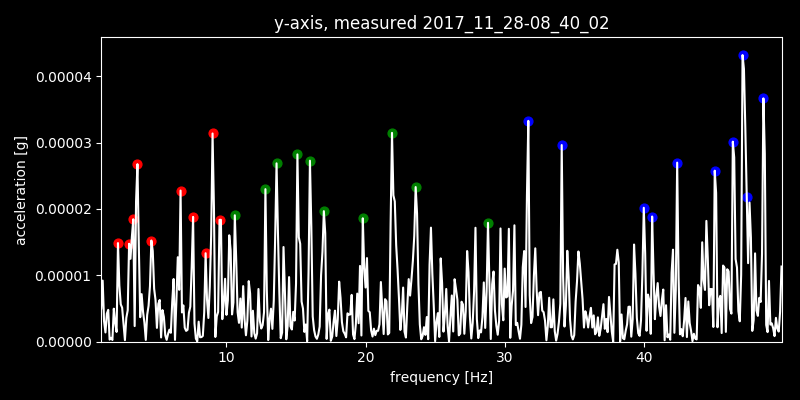 y-axis, measured 2017_11_28-08_40_02
acceleration [g]
0.00004
0.00003
0.00002
0.00001
0.00000
10 20 30 40
frequency [Hz]